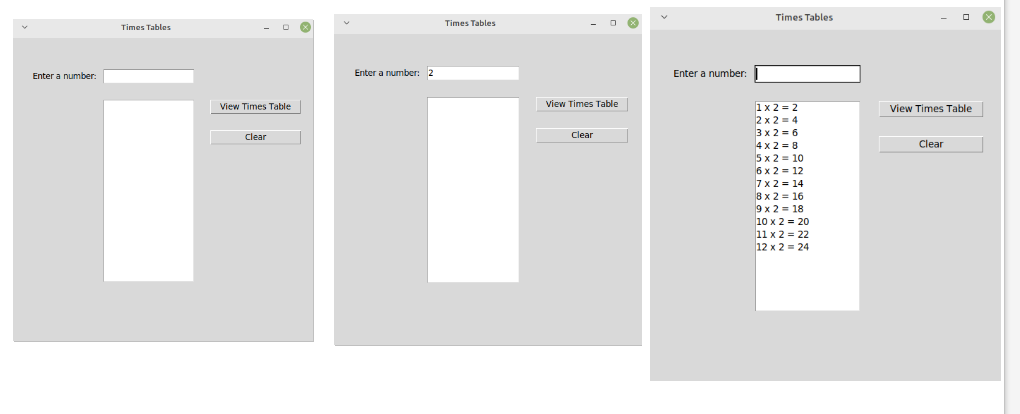 Times Tables
Enter a number:
View Times Table
Clear
Times Tables
Enter a number: 2
View Times Table
Clear
Times Tables
Enter a number:
View Times Table
Clear
1 x 2 = 2
2 x 2 = 4
3 x 2 = 6
4 x 2 = 8
5 x 2 = 10
6 x 2 = 12
7 x 2 = 14
8 x 2 = 16
9 x 2 = 18
10 x 2 = 20
11 x 2 = 22
12 x 2 = 24